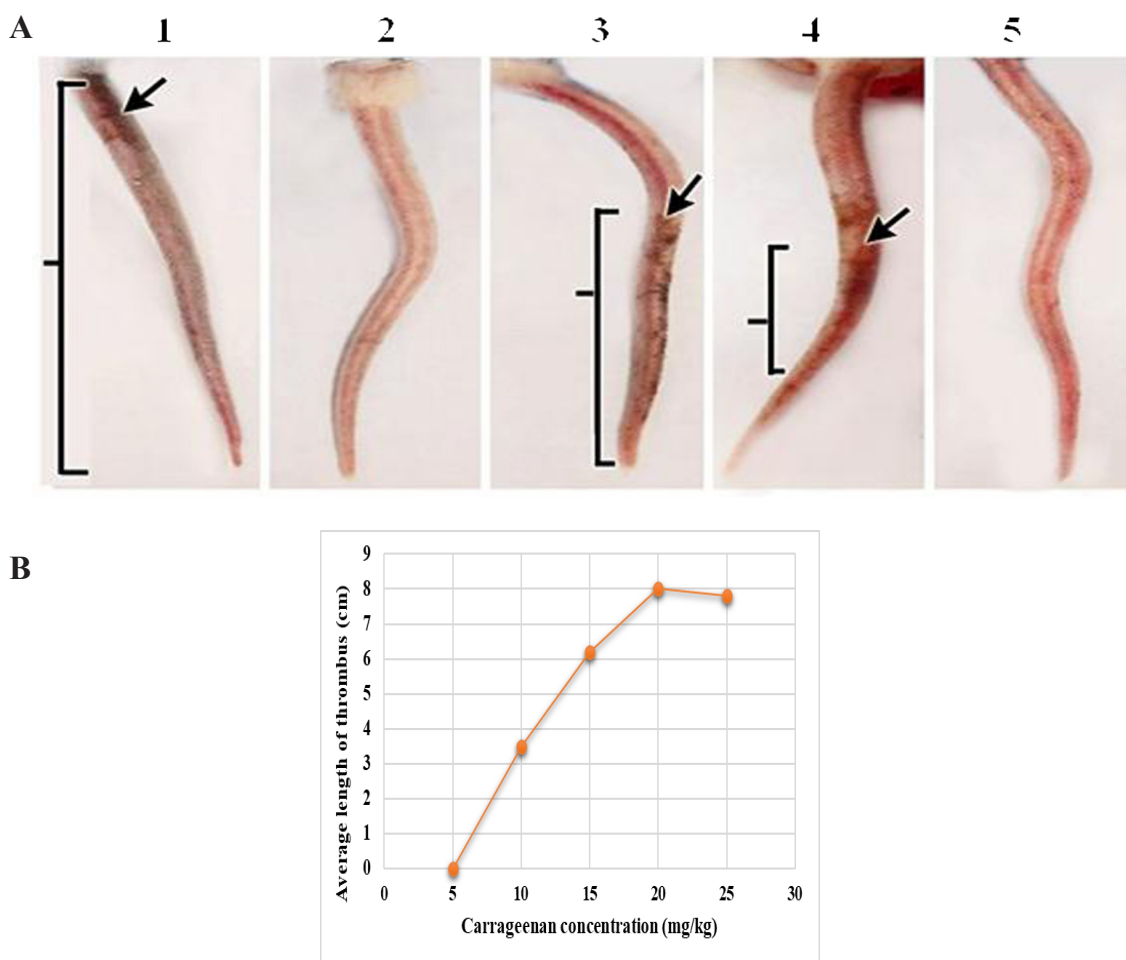 A 1 2 3 4 5
B
Average length of thrombus (cm)
9
8
7
6
5
4
3
2
1
0
0 5 10 15 20 25 30
Carrageenan concentration (mg/kg)